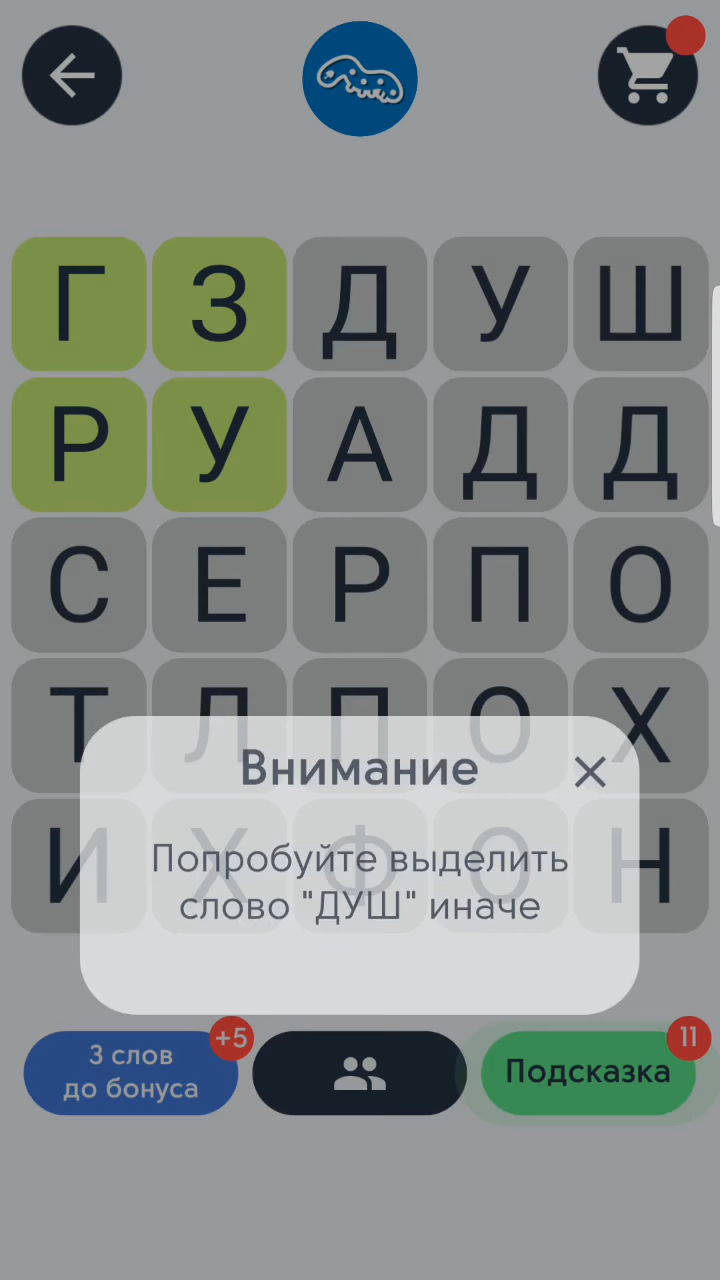 Г З Д У Ш
Р У А Д Д
С Е Р П О
Т Л П О Х
Внимание
И Х Ф О Н
Попробуйте выделить
слово "ДУШ" иначе
3 слов
до бонуса
+5
Подсказка
11